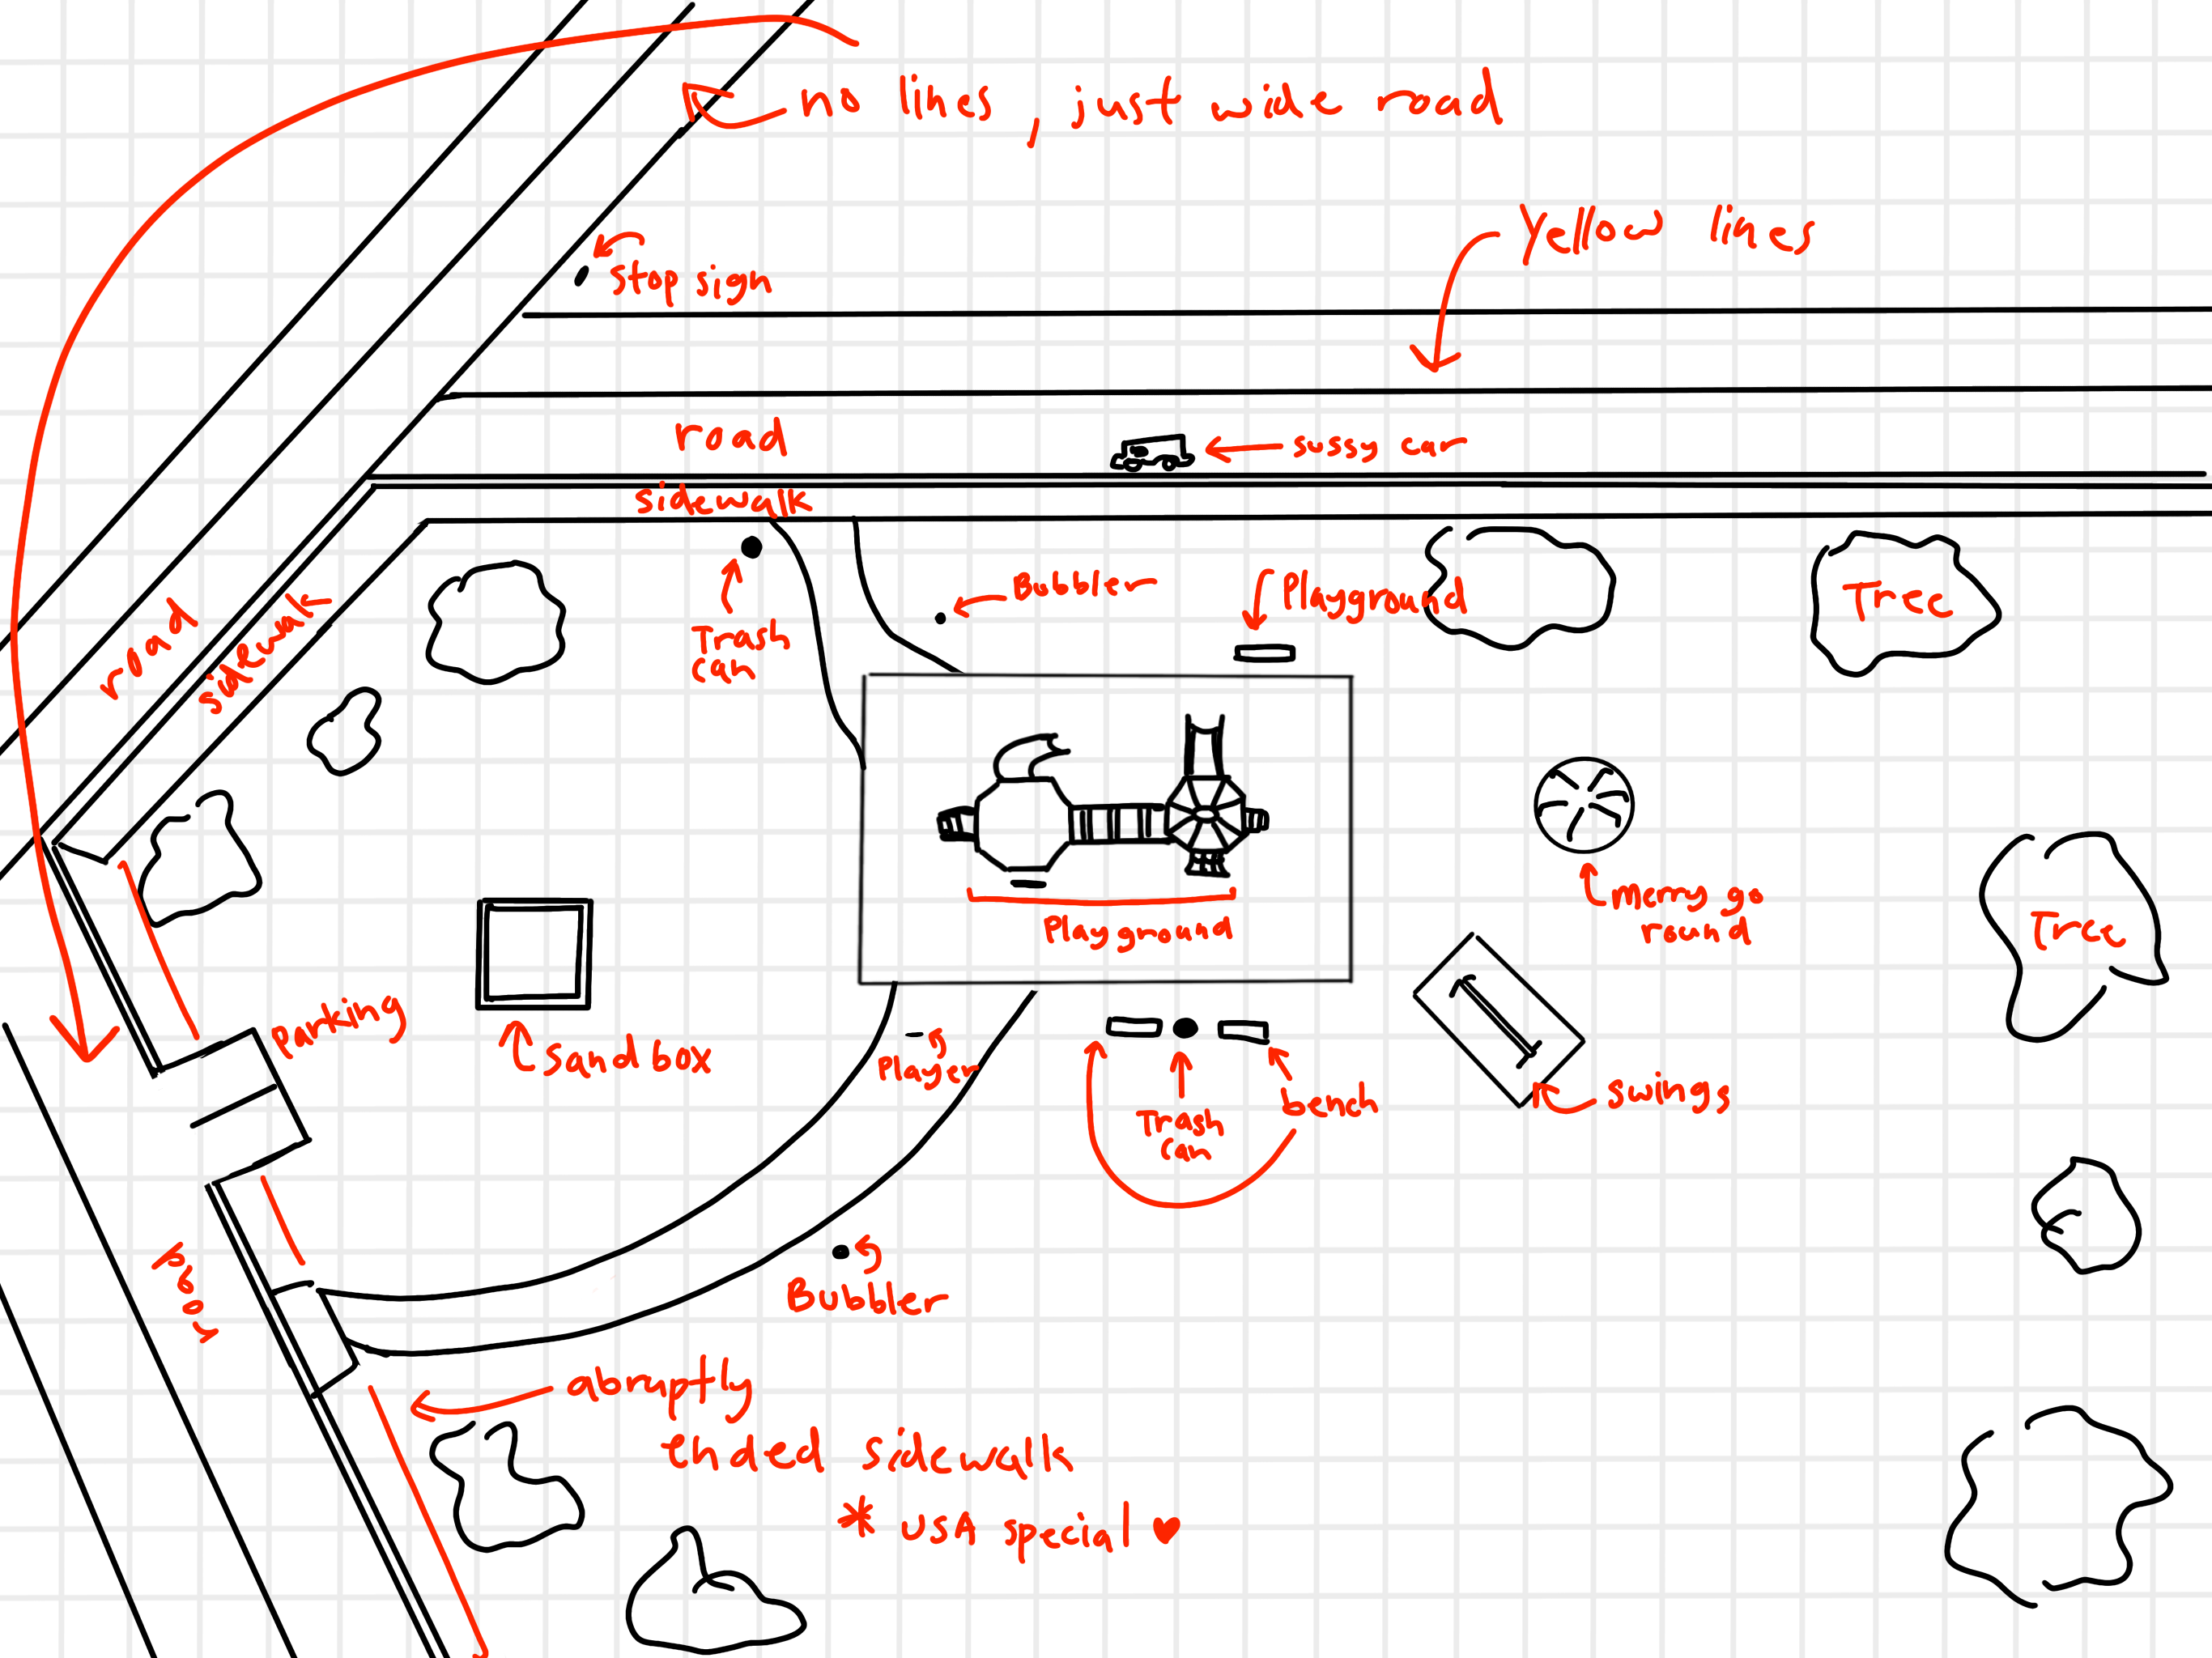 no lines, just wide road
Yellow lines
stop sign
road
sussy car
sidewalk
Bubbler
Playground
Tree
Trash
can
road
sidewalk
merry go
round
Tree
Playground
parking
Sandbox
Player
Trash
can
bench
swings
road
Bubbler
abruptly
ended sidewalk
* USA special ♥